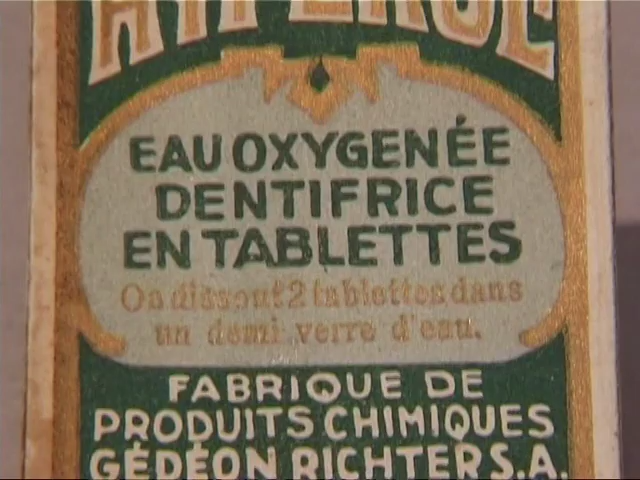 EAU OXYGENÉE
DENTIFRICE
EN TABLETTES
On dissout 2 tablettes dans
un demi verre d'eau.
FABRIQUE DE
PRODUITS CHIMIQUES
GÉDÉON RICHTER S.A.